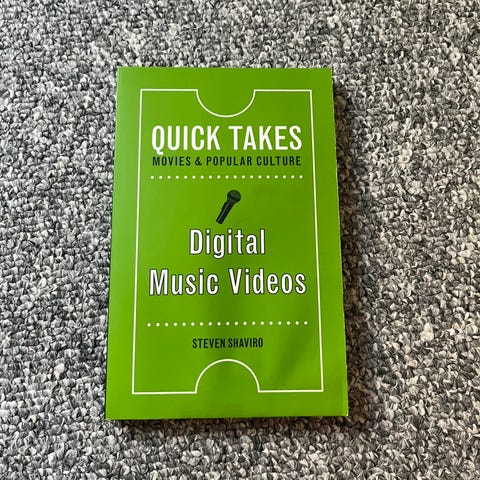 QUICK TAKES
MOVIES & POPULAR CULTURE
Digital
Music Videos
STEVEN SHAVIRO